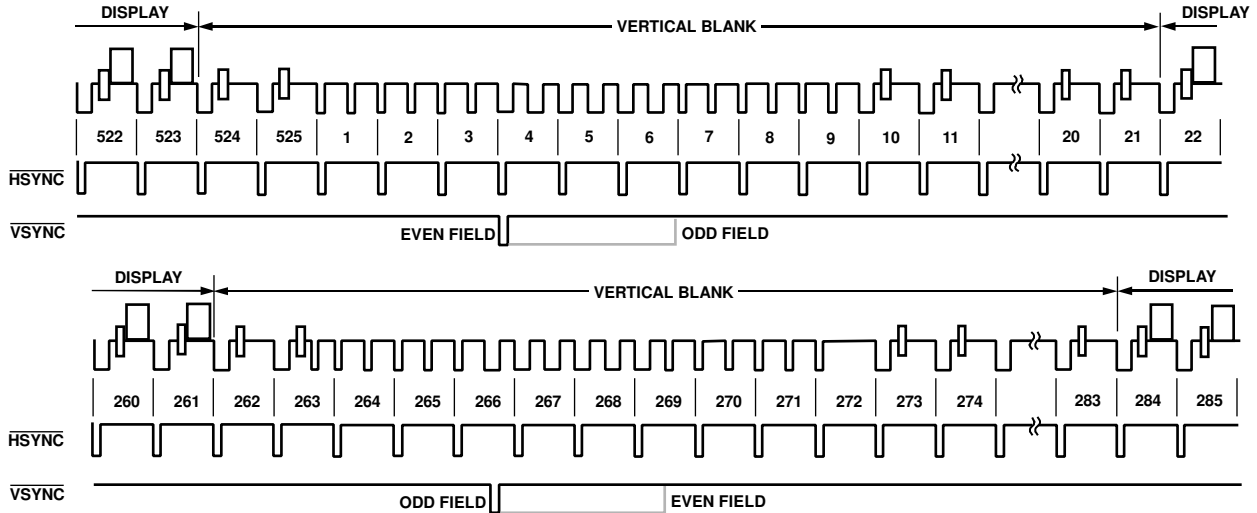 DISPLAY VERTICAL BLANK DISPLAY
522 523 524 525 1 2 3 4 5 6 7 8 9 10 11 20 21 22
HSYNC
VSYNC EVEN FIELD ODD FIELD
DISPLAY VERTICAL BLANK DISPLAY
260 261 262 263 264 265 266 267 268 269 270 271 272 273 274 283 284 285
HSYNC
VSYNC ODD FIELD EVEN FIELD